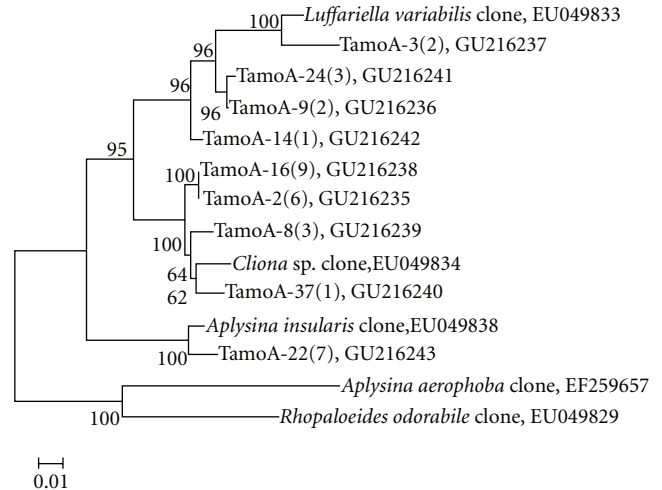 100
Luffariella variabilis clone, EU049833
TamoA-3(2), GU216237
96
TamoA-24(3), GU216241
96
96
TamoA-9(2), GU216236
TamoA-14(1), GU216242
95
100
TamoA-16(9), GU216238
TamoA-2(6), GU216235
TamoA-8(3), GU216239
100
Cliona sp. clone,EU049834
64
62
TamoA-37(1), GU216240
Aplysina insularis clone,EU049838
100
TamoA-22(7), GU216243
Aplysina aerophoba clone, EF259657
100
Rhopaloeides odorabile clone, EU049829
0.01